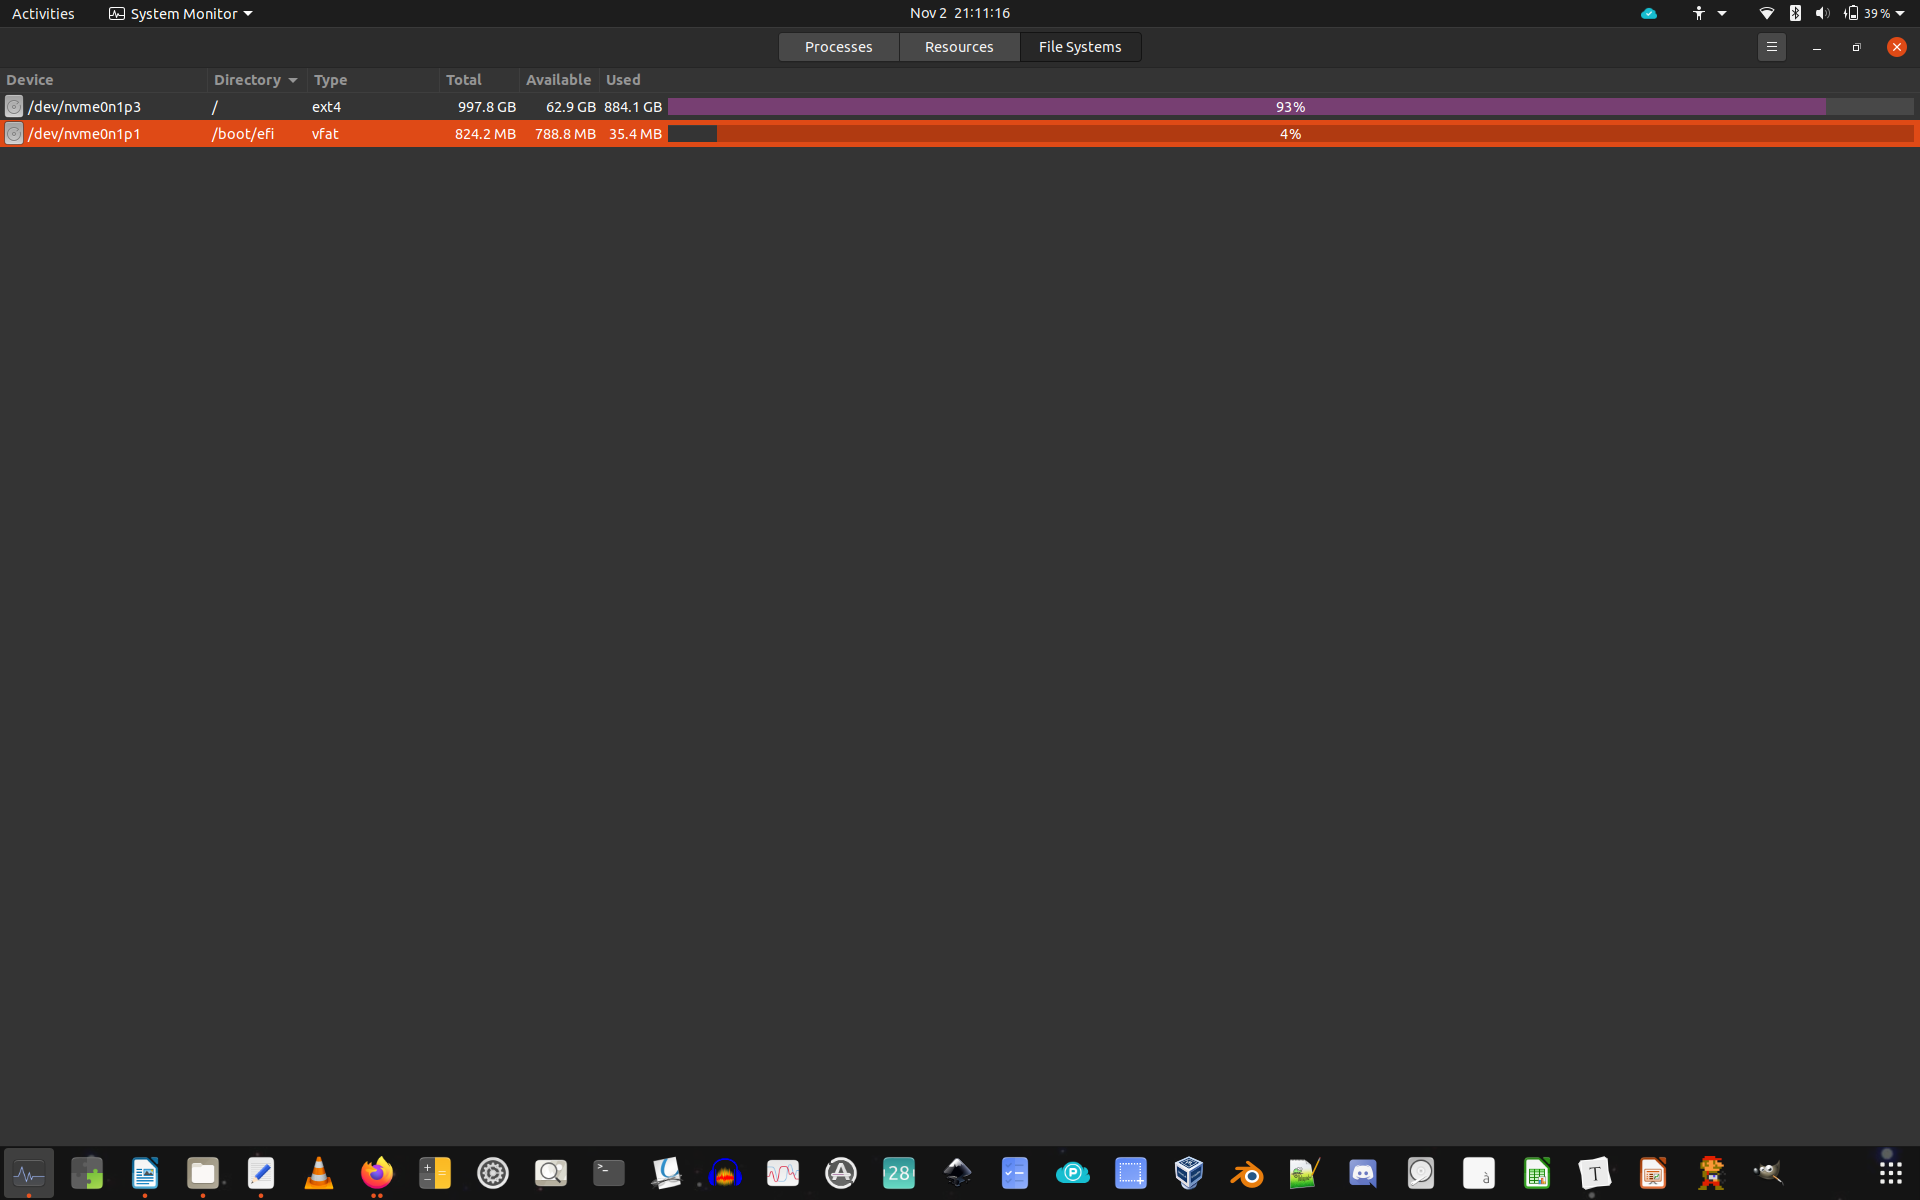 Activities System Monitor Nov 2 21:11:16 39 %
Processes Resources File Systems
Device Directory Type Total Available Used
/dev/nvme0n1p3 / ext4 997.8 GB 62.9 GB 884.1 GB 93%
/dev/nvme0n1p1 /boot/efi vfat 824.2 MB 788.8 MB 35.4 MB 4%
28 P T à